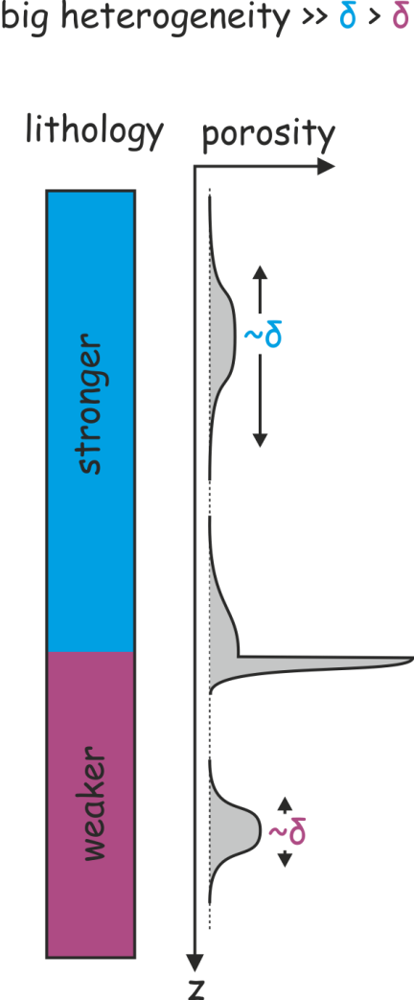 big heterogeneity >> δ > δ
lithology
porosity
stronger
~δ
weaker
~δ
z